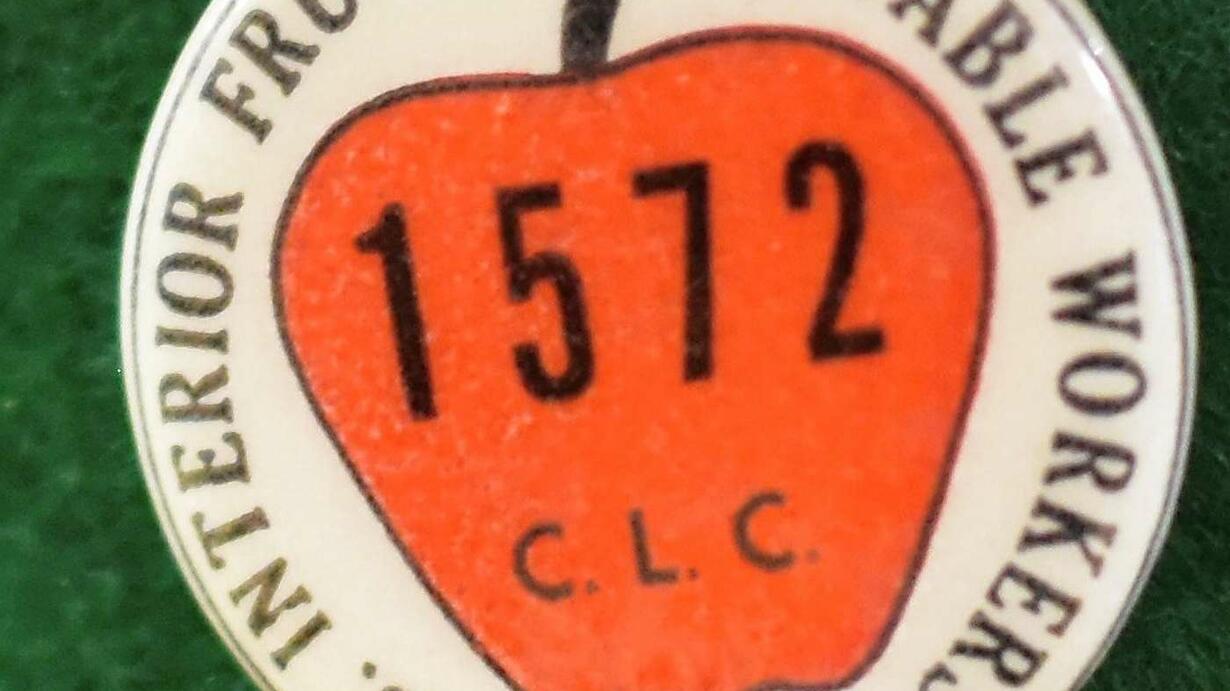 INTERIOR
WORKERS
1572
C. L. C.